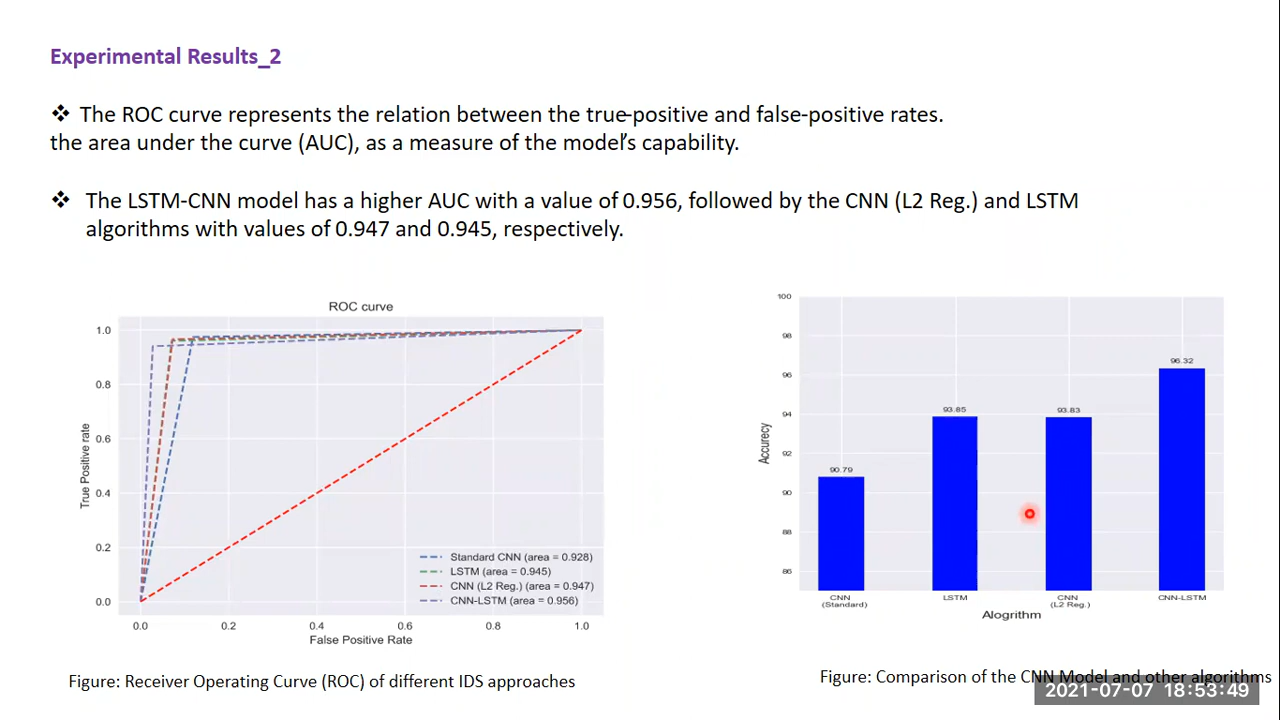 Experimental Results_2
❖ The ROC curve represents the relation between the true-positive and false-positive rates.
the area under the curve (AUC), as a measure of the model's capability.
❖ The LSTM-CNN model has a higher AUC with a value of 0.956, followed by the CNN (L2 Reg.) and LSTM
algorithms with values of 0.947 and 0.945, respectively.
ROC curve
True Positive rate
1.0
0.8
0.6
0.4
0.2
0.0
Standard CNN (area = 0.928)
LSTM (area = 0.945)
CNN (L2 Reg.) (area = 0.947)
CNN-LSTM (area = 0.956)
0.0 0.2 0.4 0.6 0.8 1.0
False Positive Rate
Figure: Receiver Operating Curve (ROC) of different IDS approaches
Accurecy
100
98
96
94
92
90
88
86
90.79
93.85
93.83
96.32
CNN
(Standard)
LSTM
CNN
(L2 Reg.)
CNN-LSTM
Alogrithm
Figure: Comparison of the CNN Model and other algorithms
2021-07-07 18:53:49